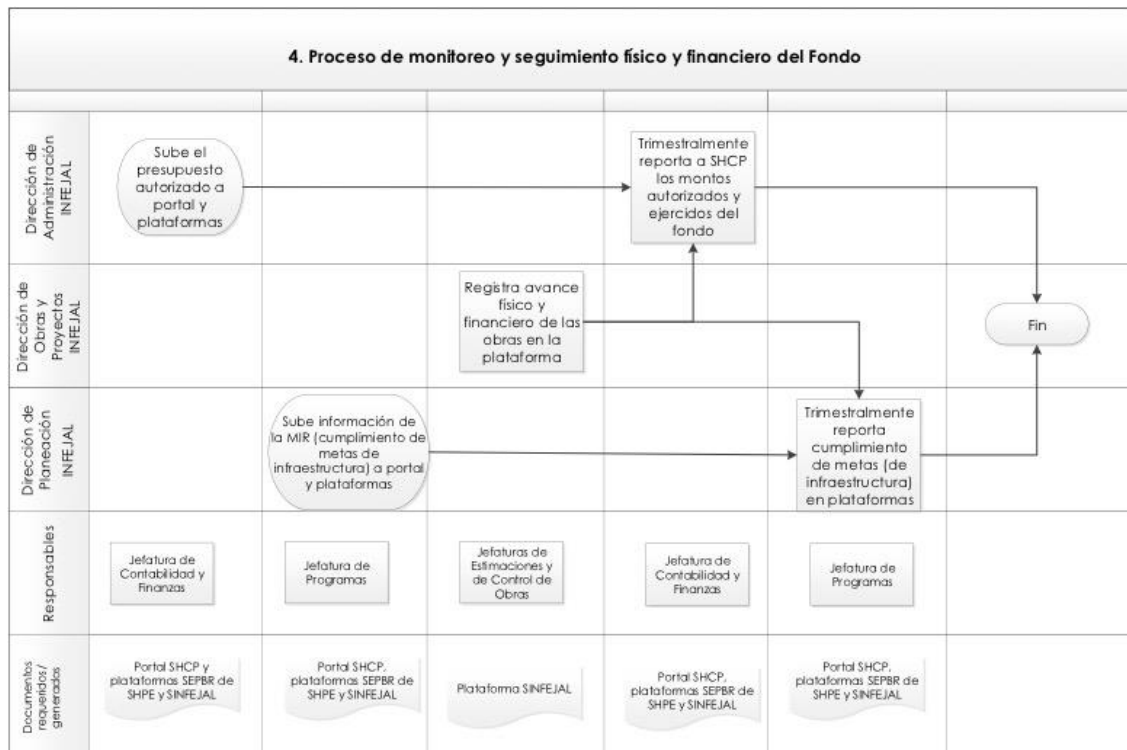 4. Proceso de monitoreo y seguimiento físico y financiero del Fondo
Dirección de
Administración
INFEJAL
Sube el
presupuesto
autorizado a
portal y
plataformas
Trimestralmente
reporta a SHCP
los montos
autorizados y
ejercidos del
fondo
Dirección de
Obras y
Proyectos
INFEJAL
Registra avance
físico y
financiero de las
obras en la
plataforma
Fin
Dirección de
Planeación
INFEJAL
Sube información de
la MIR (cumplimiento de
metas de
infraestructura) a portal
y plataformas
Trimestralmente
reporta
cumplimiento
de metas (de
infraestructura)
en plataformas
Responsables
Jefatura de
Contabilidad y
Finanzas
Jefatura de
Programas
Jefaturas de
Estimaciones y
de Control de
Obras
Jefatura de
Contabilidad y
Finanzas
Jefatura de
Programas
Documentos
requeridos/
generados
Portal SHCP y
plataformas SEPBR de
SHPE y SINFEJAL
Portal SHCP,
plataformas SEPBR de
SHPE y SINFEJAL
Plataforma SINFEJAL
Portal SHCP,
plataformas SEPBR de
SHPE y SINFEJAL
Portal SHCP,
plataformas SEPBR de
SHPE y SINFEJAL